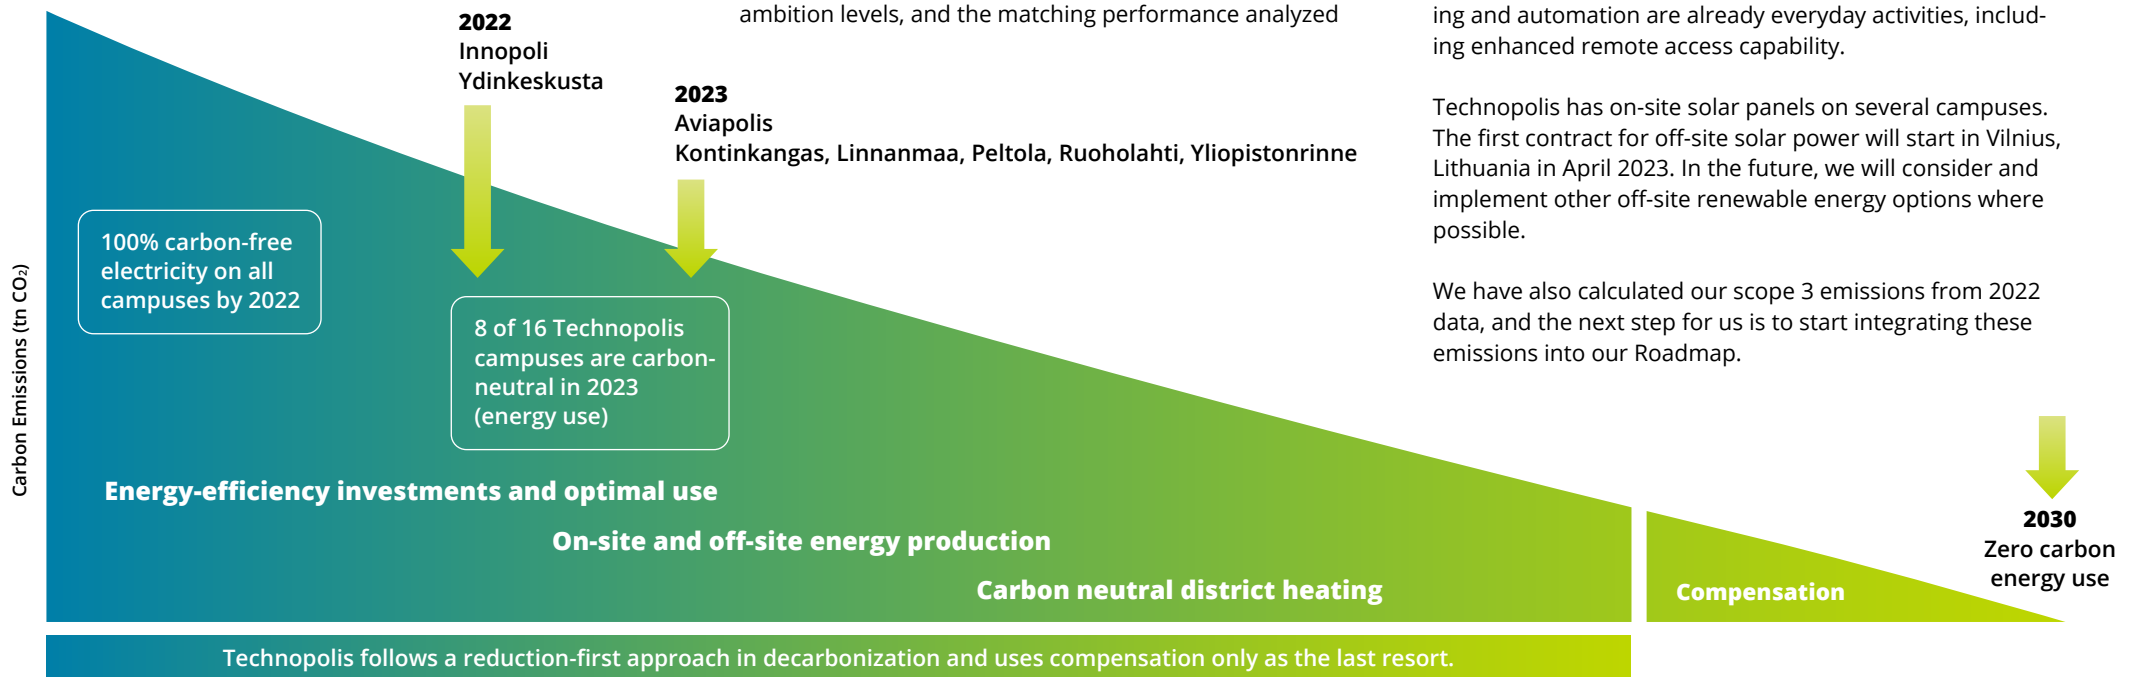 ambition levels, and the matching performance analyzed
ing and automation are already everyday activities, includ-
ing enhanced remote access capability.
Technopolis has on-site solar panels on several campuses.
The first contract for off-site solar power will start in Vilnius,
Lithuania in April 2023. In the future, we will consider and
implement other off-site renewable energy options where
possible.
We have also calculated our scope 3 emissions from 2022
data, and the next step for us is to start integrating these
emissions into our Roadmap.
Carbon Emissions (tn CO₂)
2022
Innopoli
Ydinkeskusta
2023
Aviapolis
Kontinkangas, Linnanmaa, Peltola, Ruoholahti, Yliopistonrinne
100% carbon-free
electricity on all
campuses by 2022
8 of 16 Technopolis
campuses are carbon-
neutral in 2023
(energy use)
Energy-efficiency investments and optimal use
On-site and off-site energy production
Carbon neutral district heating
Compensation
2030
Zero carbon
energy use
Technopolis follows a reduction-first approach in decarbonization and uses compensation only as the last resort.